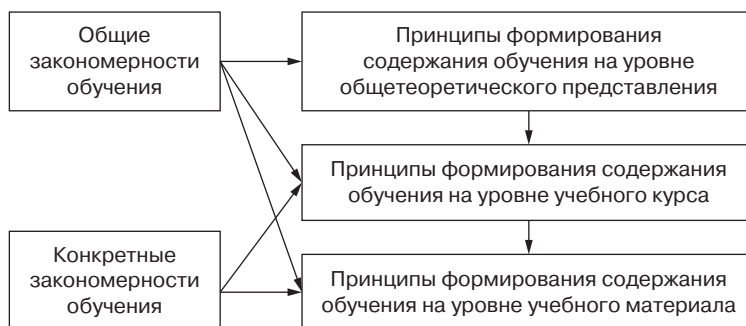 Общие
закономерности
обучения
Принципы формирования
содержания обучения на уровне
общетеоретического представления
Принципы формирования содержания
обучения на уровне учебного курса
Конкретные
закономерности
обучения
Принципы формирования содержания
обучения на уровне учебного материала